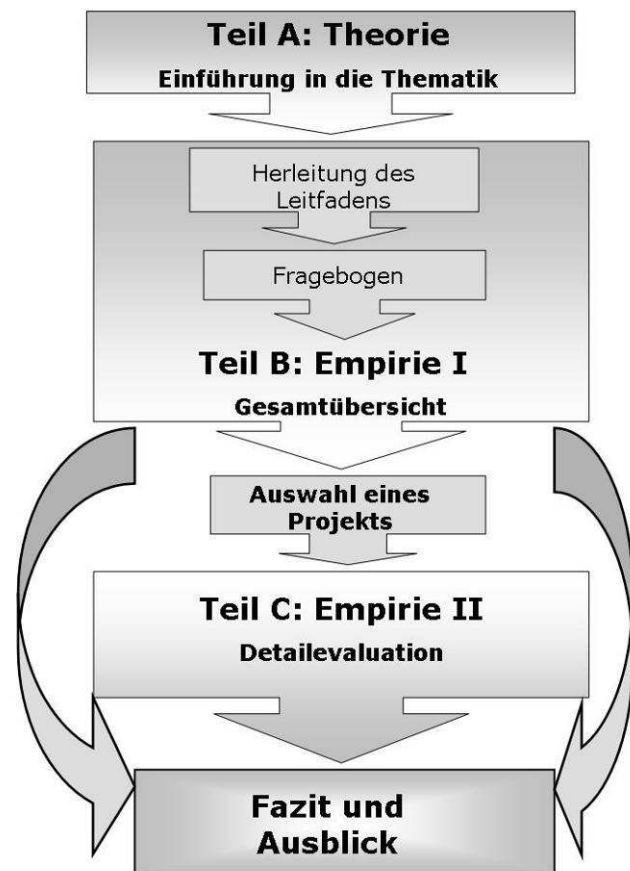 Teil A: Theorie
Einführung in die Thematik
Herleitung des
Leitfadens
Fragebogen
Teil B: Empirie I
Gesamtübersicht
Auswahl eines
Projekts
Teil C: Empirie II
Detailevaluation
Fazit und
Ausblick